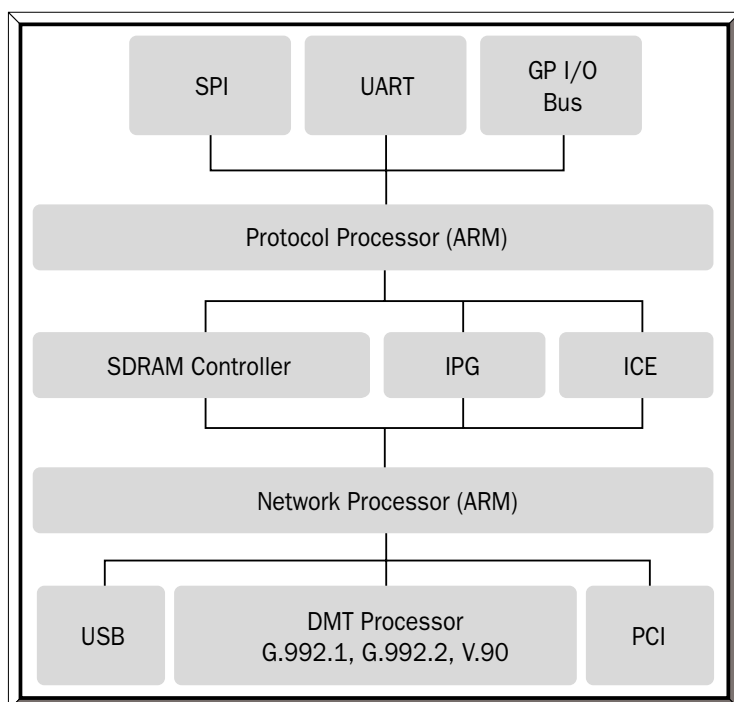 SPI
UART
GP I/O
Bus
Protocol Processor (ARM)
SDRAM Controller
IPG
ICE
Network Processor (ARM)
USB
DMT Processor
G.992.1, G.992.2, V.90
PCI